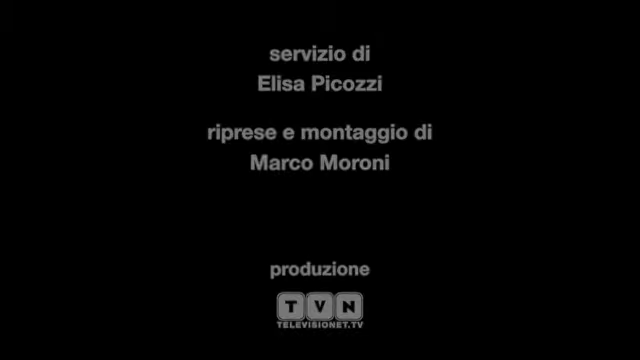 servizio di
Elisa Picozzi
riprese e montaggio di
Marco Moroni
produzione
TVN
TELEVISIONET.TV